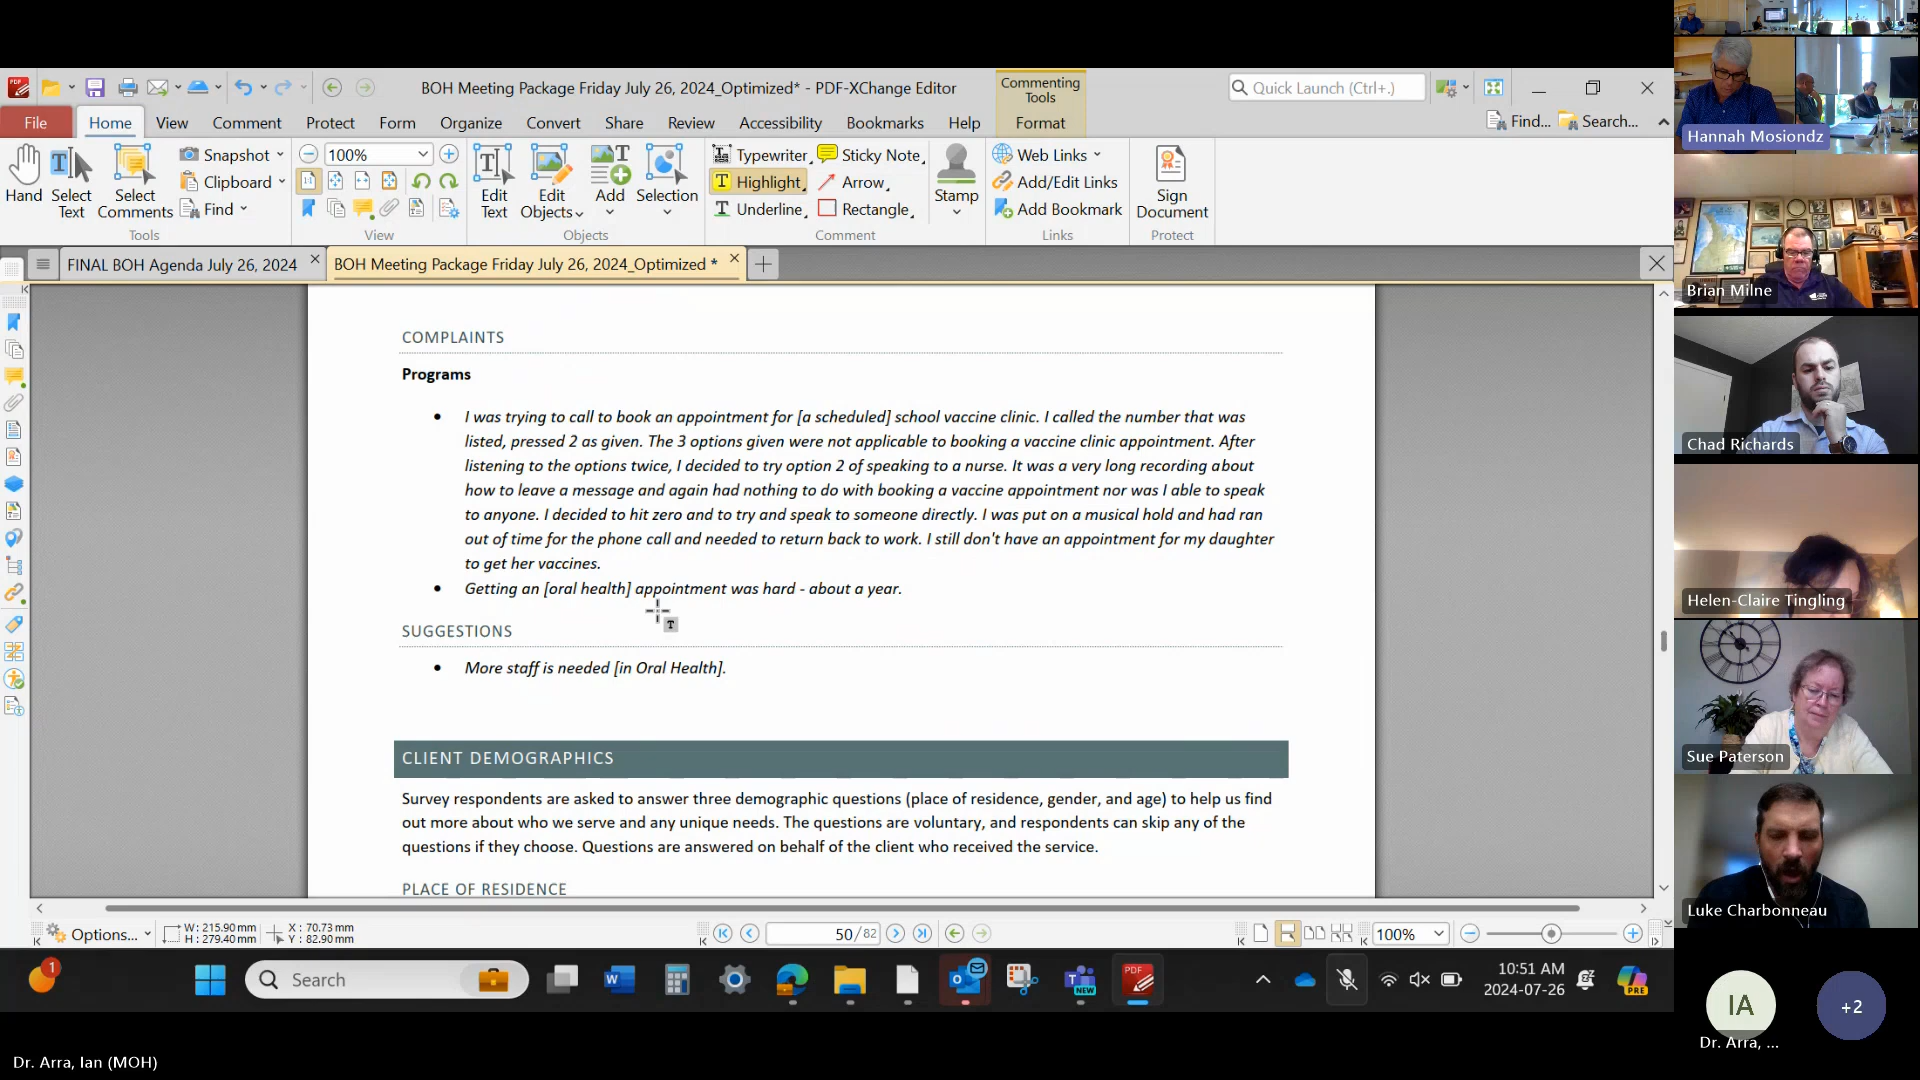 BOH Meeting Package Friday July 26, 2024_Optimized* - PDF-XChange Editor
Commenting
Tools
Quick Launch (Ctrl+.)
File
Home
View
Comment
Protect
Form
Organize
Convert
Share
Review
Accessibility
Bookmarks
Help
Format
Find...
Search...
Hand
Select
Text
Select
Comments
Snapshot
Clipboard
Find
Tools
100%
View
Edit
Text
Edit
Objects
Add
Selection
Objects
Typewriter
Highlight
Underline
Sticky Note
Arrow
Rectangle
Comment
Stamp
Web Links
Add/Edit Links
Add Bookmark
Links
Sign
Document
Protect
FINAL BOH Agenda July 26, 2024
BOH Meeting Package Friday July 26, 2024_Optimized *
COMPLAINTS
Programs
• I was trying to call to book an appointment for [a scheduled] school vaccine clinic. I called the number that was
listed, pressed 2 as given. The 3 options given were not applicable to booking a vaccine clinic appointment. After
listening to the options twice, I decided to try option 2 of speaking to a nurse. It was a very long recording about
how to leave a message and again had nothing to do with booking a vaccine appointment nor was I able to speak
to anyone. I decided to hit zero and to try and speak to someone directly. I was put on a musical hold and had ran
out of time for the phone call and needed to return back to work. I still don't have an appointment for my daughter
to get her vaccines.
• Getting an [oral health] appointment was hard - about a year.
SUGGESTIONS
• More staff is needed [in Oral Health].
CLIENT DEMOGRAPHICS
Survey respondents are asked to answer three demographic questions (place of residence, gender, and age) to help us find
out more about who we serve and any unique needs. The questions are voluntary, and respondents can skip any of the
questions if they choose. Questions are answered on behalf of the client who received the service.
PLACE OF RESIDENCE
Options...
W: 215.90 mm
H: 279.40 mm
X: 70.73 mm
Y: 82.90 mm
50 / 82
100%
1
Search
NEW
PDF
10:51 AM
2024-07-26
PRE
Hannah Mosiondz
Brian Milne
Chad Richards
Helen-Claire Tingling
Sue Paterson
Luke Charbonneau
IA
Dr. Arra, ...
+2
Dr. Arra, Ian (MOH)